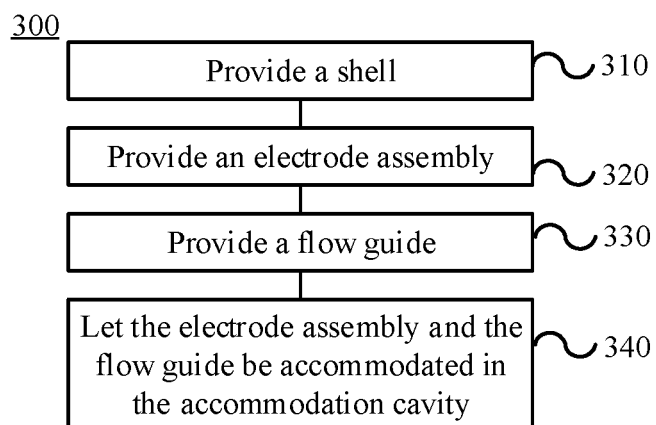 300
Provide a shell
310
Provide an electrode assembly
320
Provide a flow guide
330
Let the electrode assembly and the
flow guide be accommodated in
the accommodation cavity
340